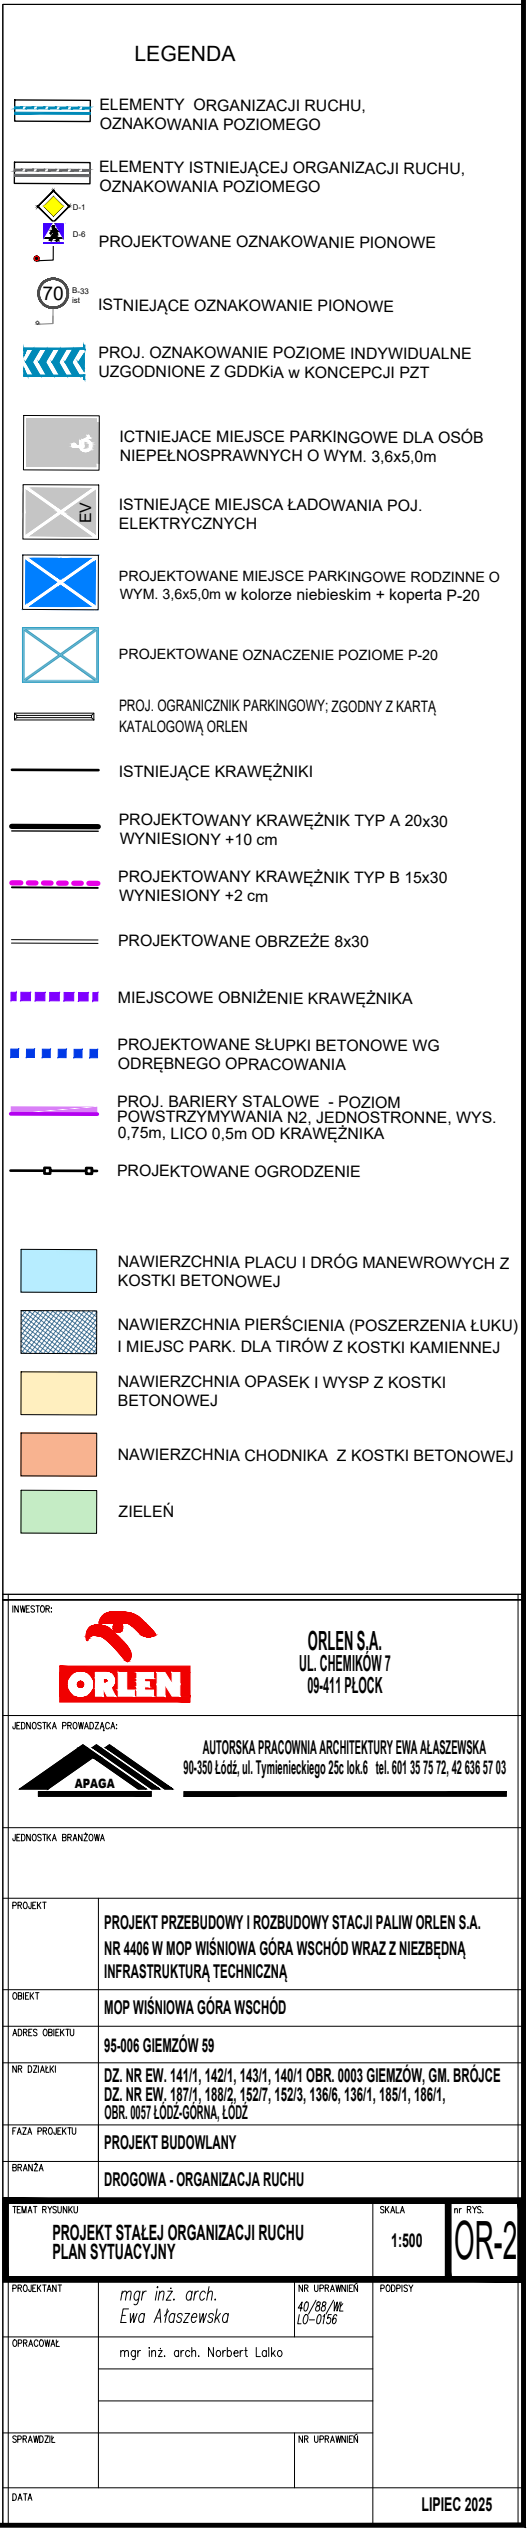 LEGENDA
ELEMENTY ORGANIZACJI RUCHU,
OZNAKOWANIA POZIOMEGO
ELEMENTY ISTNIEJĄCEJ ORGANIZACJI RUCHU,
OZNAKOWANIA POZIOMEGO
D-1
D-6
PROJEKTOWANE OZNAKOWANIE PIONOWE
70
B-33
ist
ISTNIEJĄCE OZNAKOWANIE PIONOWE
PROJ. OZNAKOWANIE POZIOME INDYWIDUALNE
UZGODNIONE Z GDDKiA w KONCEPCJI PZT
ICTNIEJACE MIEJSCE PARKINGOWE DLA OSÓB
NIEPEŁNOSPRAWNYCH O WYM. 3,6x5,0m
EV
ISTNIEJĄCE MIEJSCA ŁADOWANIA POJ.
ELEKTRYCZNYCH
PROJEKTOWANE MIEJSCE PARKINGOWE RODZINNE O
WYM. 3,6x5,0m w kolorze niebieskim + koperta P-20
PROJEKTOWANE OZNACZENIE POZIOME P-20
PROJ. OGRANICZNIK PARKINGOWY; ZGODNY Z KARTĄ
KATALOGOWĄ ORLEN
ISTNIEJĄCE KRAWĘŻNIKI
PROJEKTOWANY KRAWĘŻNIK TYP A 20x30
WYNIESIONY +10 cm
PROJEKTOWANY KRAWĘŻNIK TYP B 15x30
WYNIESIONY +2 cm
PROJEKTOWANE OBRZEŻE 8x30
MIEJSCOWE OBNIŻENIE KRAWĘŻNIKA
PROJEKTOWANE SŁUPKI BETONOWE WG
ODRĘBNEGO OPRACOWANIA
PROJ. BARIERY STALOWE - POZIOM
POWSTRZYMYWANIA N2, JEDNOSTRONNE, WYS.
0,75m, LICO 0,5m OD KRAWĘŻNIKA
PROJEKTOWANE OGRODZENIE
NAWIERZCHNIA PLACU I DRÓG MANEWROWYCH Z
KOSTKI BETONOWEJ
NAWIERZCHNIA PIERŚCIENIA (POSZERZENIA ŁUKU)
I MIEJSC PARK. DLA TIRÓW Z KOSTKI KAMIENNEJ
NAWIERZCHNIA OPASEK I WYSP Z KOSTKI
BETONOWEJ
NAWIERZCHNIA CHODNIKA Z KOSTKI BETONOWEJ
ZIELEŃ
INWESTOR:
ORLEN
ORLEN S.A.
UL. CHEMIKÓW 7
09-411 PŁOCK
JEDNOSTKA PROWADZĄCA:
APAGA
AUTORSKA PRACOWNIA ARCHITEKTURY EWA AŁASZEWSKA
90-350 Łódź, ul. Tymienieckiego 25c lok.6 tel. 601 35 75 72, 42 636 57 03
JEDNOSTKA BRANŻOWA
PROJEKT
PROJEKT PRZEBUDOWY I ROZBUDOWY STACJI PALIW ORLEN S.A.
NR 4406 W MOP WIŚNIOWA GÓRA WSCHÓD WRAZ Z NIEZBĘDNĄ
INFRASTRUKTURĄ TECHNICZNĄ
OBIEKT
MOP WIŚNIOWA GÓRA WSCHÓD
ADRES OBIEKTU
95-006 GIEMZÓW 59
NR DZIAŁKI
DZ. NR EW. 141/1, 142/1, 143/1, 140/1 OBR. 0003 GIEMZÓW, GM. BRÓJCE
DZ. NR EW. 187/1, 188/2, 152/7, 152/3, 136/6, 136/1, 185/1, 186/1,
OBR. 0057 ŁÓDŹ-GÓRNA, ŁÓDŹ
FAZA PROJEKTU
PROJEKT BUDOWLANY
BRANŻA
DROGOWA - ORGANIZACJA RUCHU
TEMAT RYSUNKU
PROJEKT STAŁEJ ORGANIZACJI RUCHU
PLAN SYTUACYJNY
SKALA
1:500
nr RYS.
OR-2
PROJEKTANT
mgr inż. arch.
Ewa Ałaszewska
NR UPRAWNIEŃ
40/88/WŁ
LO-0156
PODPISY
OPRACOWAŁ
mgr inż. arch. Norbert Lalko
SPRAWDZIŁ
NR UPRAWNIEŃ
DATA
LIPIEC 2025